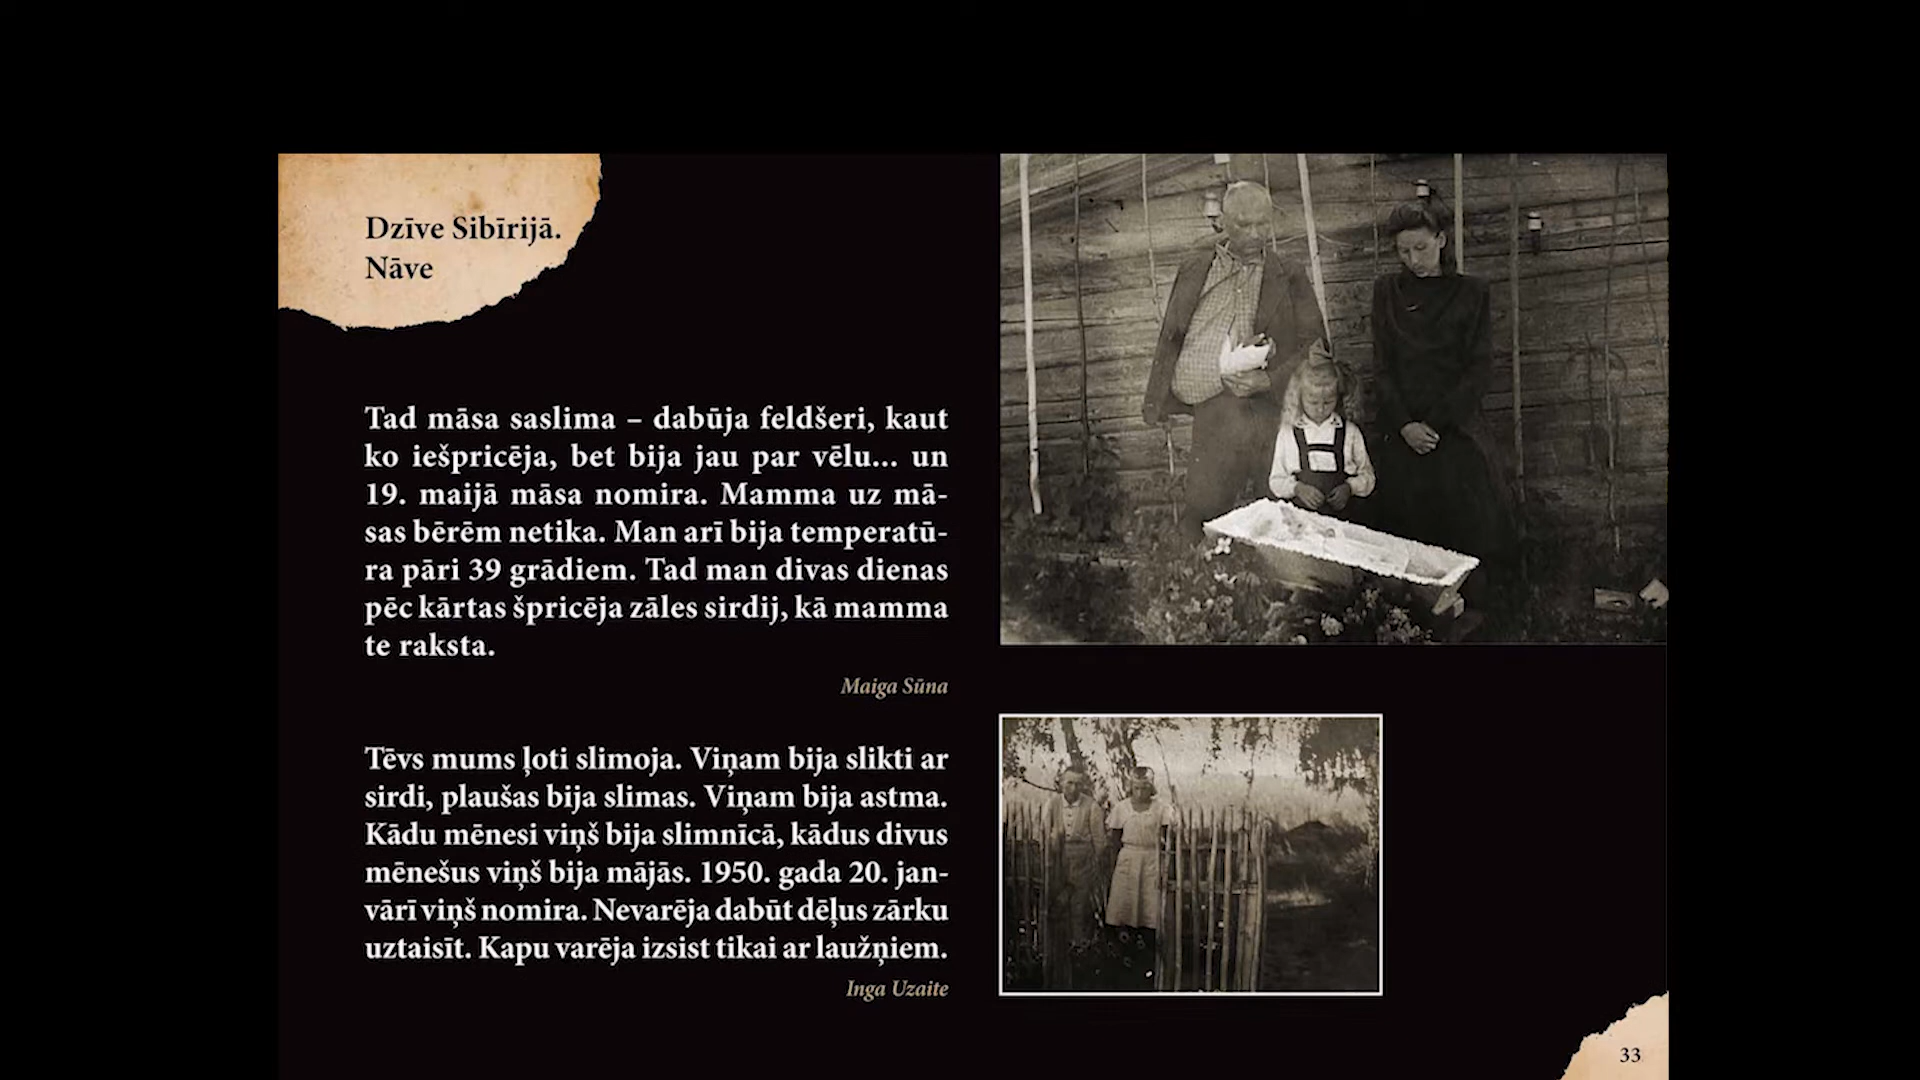 Dzīve Sibīrijā.
Nāve
Tad māsa saslima – dabūja feldšeri, kaut
ko iešpricēja, bet bija jau par vēlu... un
19. maijā māsa nomira. Mamma uz mā-
sas bērēm netika. Man arī bija temperatū-
ra pāri 39 grādiem. Tad man divas dienas
pēc kārtas špricēja zāles sirdij, kā mamma
te raksta.
Maiga Sūna
Tēvs mums ļoti slimoja. Viņam bija slikti ar
sirdi, plaušas bija slimas. Viņam bija astma.
Kādu mēnesi viņš bija slimnīcā, kādus divus
mēnešus viņš bija mājās. 1950. gada 20. jan-
vārī viņš nomira. Nevarēja dabūt dēļus zārku
uztaisīt. Kapu varēja izsist tikai ar laužņiem.
Inga Uzaite
33